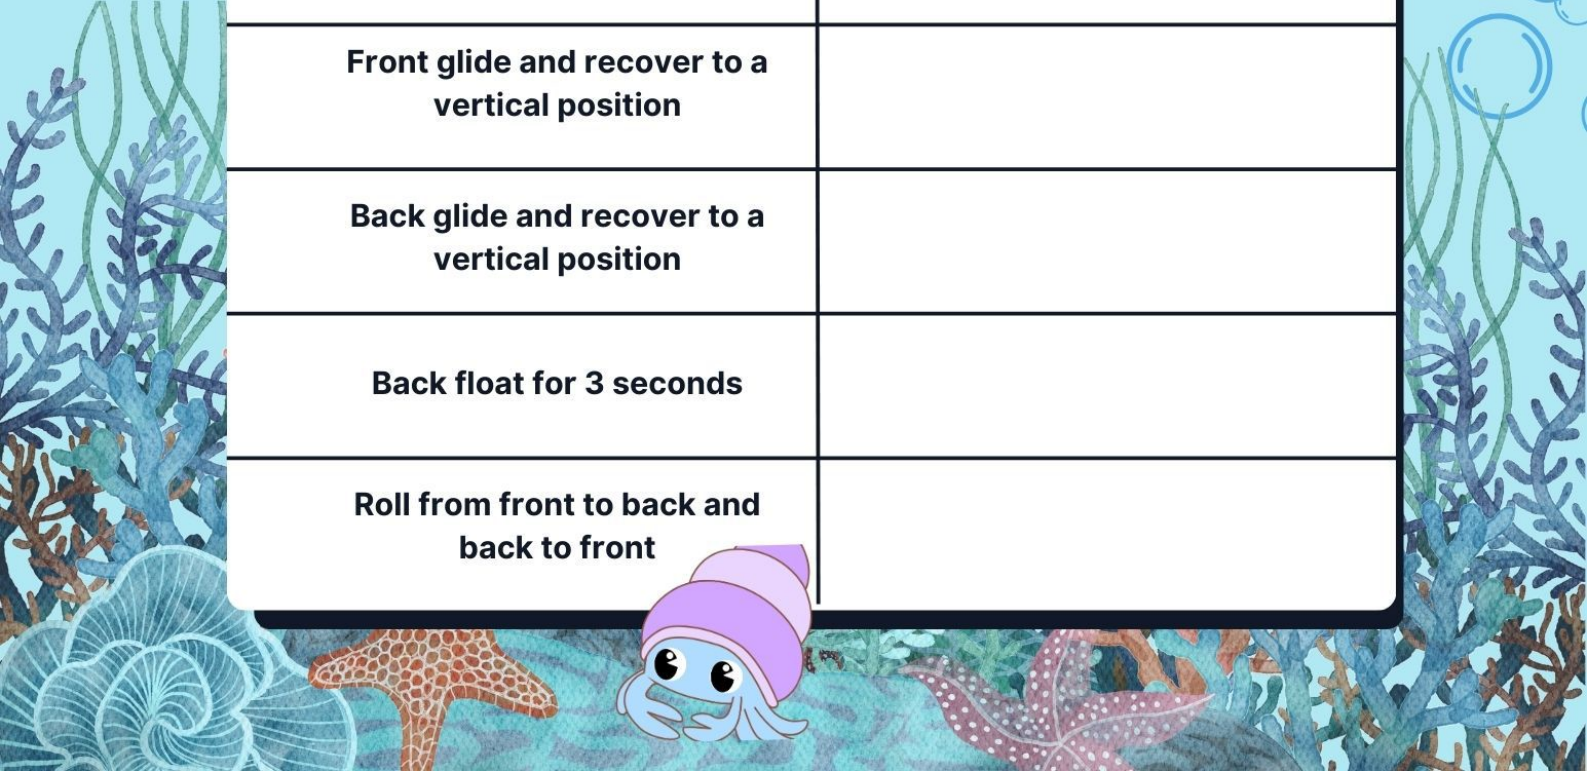 Front glide and recover to a
vertical position
Back glide and recover to a
vertical position
Back float for 3 seconds
Roll from front to back and
back to front